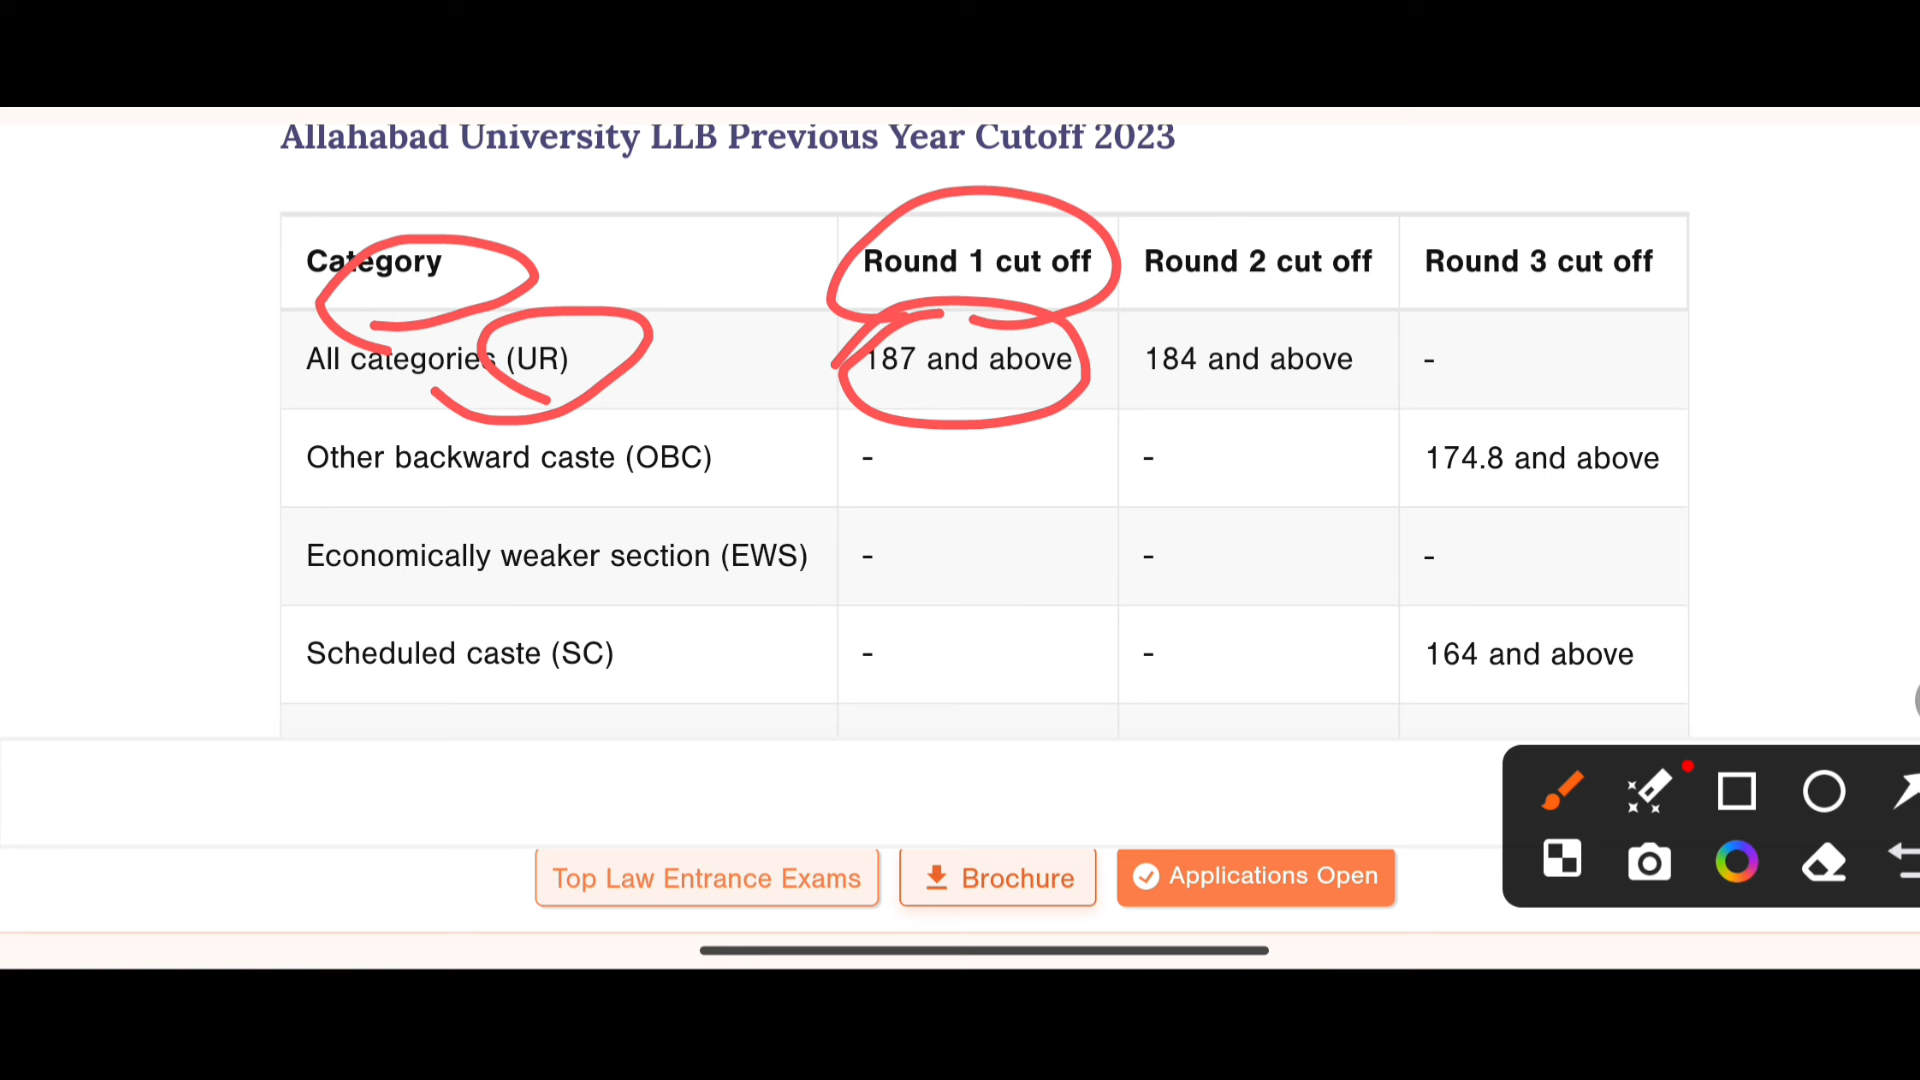 Allahabad University LLB Previous Year Cutoff 2023
Category Round 1 cut off Round 2 cut off Round 3 cut off
All categories (UR) 187 and above 184 and above -
Other backward caste (OBC) - - 174.8 and above
Economically weaker section (EWS) - - -
Scheduled caste (SC) - - 164 and above
Top Law Entrance Exams Brochure Applications Open